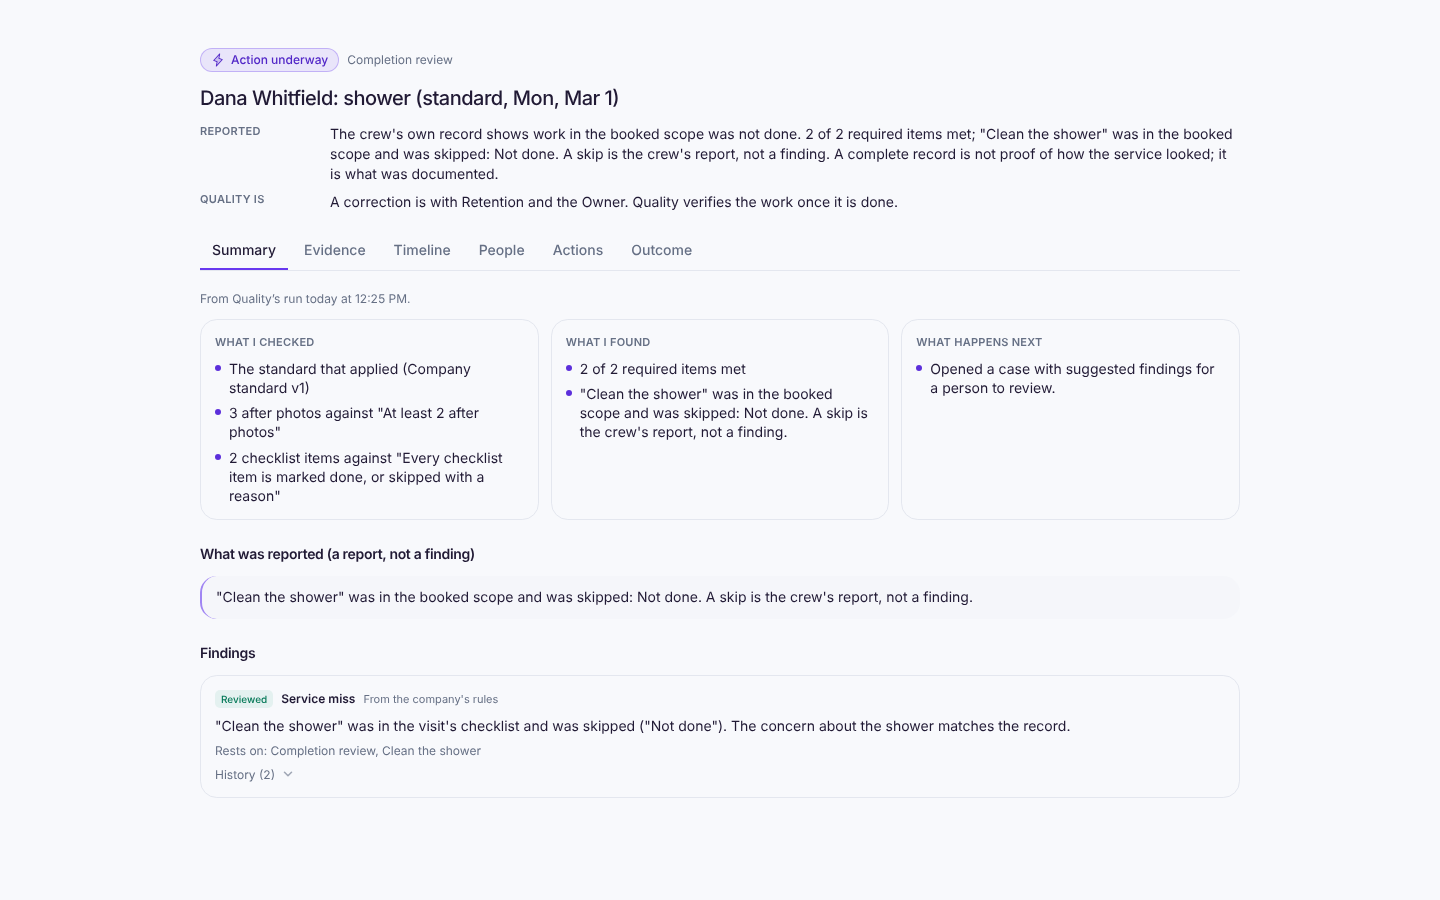 Action underway Completion review
Dana Whitfield: shower (standard, Mon, Mar 1)
REPORTED
The crew's own record shows work in the booked scope was not done. 2 of 2 required items met; "Clean the shower" was in the booked
scope and was skipped: Not done. A skip is the crew's report, not a finding. A complete record is not proof of how the service looked; it
is what was documented.
QUALITY IS
A correction is with Retention and the Owner. Quality verifies the work once it is done.
Summary Evidence Timeline People Actions Outcome
From Quality’s run today at 12:25 PM.
WHAT I CHECKED
The standard that applied (Company
standard v1)
3 after photos against "At least 2 after
photos"
2 checklist items against "Every checklist
item is marked done, or skipped with a
reason"
WHAT I FOUND
2 of 2 required items met
"Clean the shower" was in the booked
scope and was skipped: Not done. A skip is
the crew's report, not a finding.
WHAT HAPPENS NEXT
Opened a case with suggested findings for
a person to review.
What was reported (a report, not a finding)
"Clean the shower" was in the booked scope and was skipped: Not done. A skip is the crew's report, not a finding.
Findings
Reviewed Service miss From the company's rules
"Clean the shower" was in the visit's checklist and was skipped ("Not done"). The concern about the shower matches the record.
Rests on: Completion review, Clean the shower
History (2)